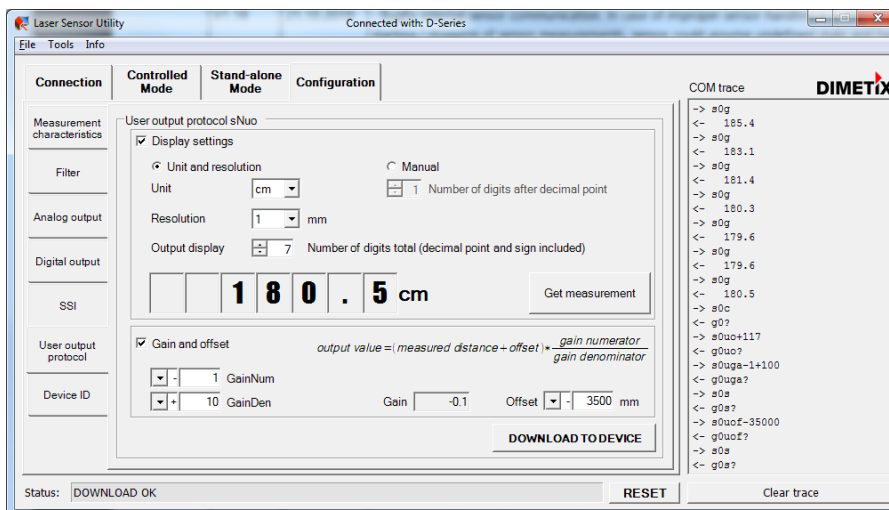 Laser Sensor Utility
Connected with: D-Series
File Tools Info
Connection
Controlled Mode
Stand-alone Mode
Configuration
COM trace
DIMETIX
Measurement characteristics
Filter
Analog output
Digital output
SSI
User output protocol
Device ID
User output protocol sNuo
Display settings
Unit and resolution
Manual
Unit cm
1 Number of digits after decimal point
Resolution 1 mm
Output display 7 Number of digits total (decimal point and sign included)
180.5 cm
Get measurement
Gain and offset
output value =(measured distance+offset)* gain numerator
gain denominator
- 1 GainNum
+ 10 GainDen
Gain -0.1
Offset - 3500 mm
DOWNLOAD TO DEVICE
-> s0g
<- 185.4
-> s0g
<- 183.1
-> s0g
<- 181.4
-> s0g
<- 180.3
-> s0g
<- 179.6
-> s0g
<- 179.6
-> s0g
<- 180.5
-> s0c
<- g0?
-> s0uo+117
<- g0uo?
-> s0uga-1+100
<- g0uga?
-> s0s
<- g0s?
-> s0uof-35000
<- g0uof?
-> s0s
<- g0s?
Status: DOWNLOAD OK
RESET
Clear trace